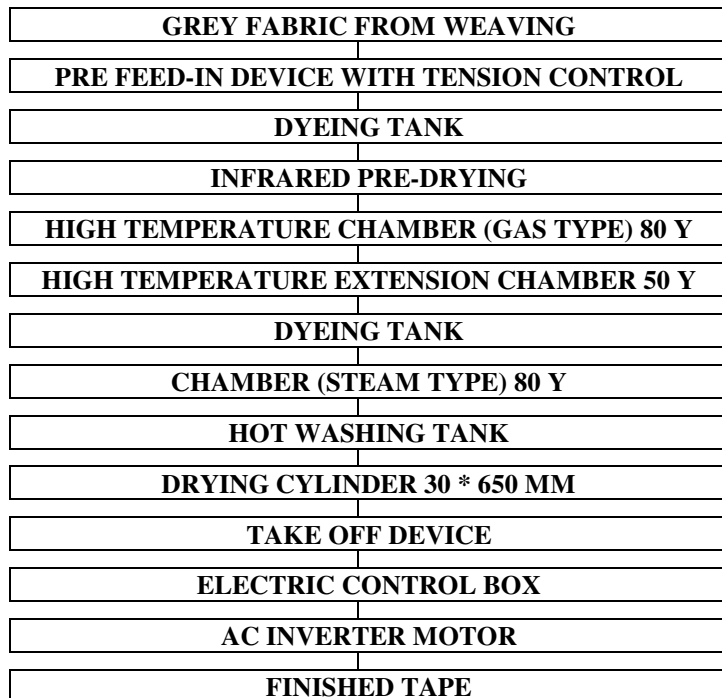 GREY FABRIC FROM WEAVING
PRE FEED-IN DEVICE WITH TENSION CONTROL
DYEING TANK
INFRARED PRE-DRYING
HIGH TEMPERATURE CHAMBER (GAS TYPE) 80 Y
HIGH TEMPERATURE EXTENSION CHAMBER 50 Y
DYEING TANK
CHAMBER (STEAM TYPE) 80 Y
HOT WASHING TANK
DRYING CYLINDER 30 * 650 MM
TAKE OFF DEVICE
ELECTRIC CONTROL BOX
AC INVERTER MOTOR
FINISHED TAPE